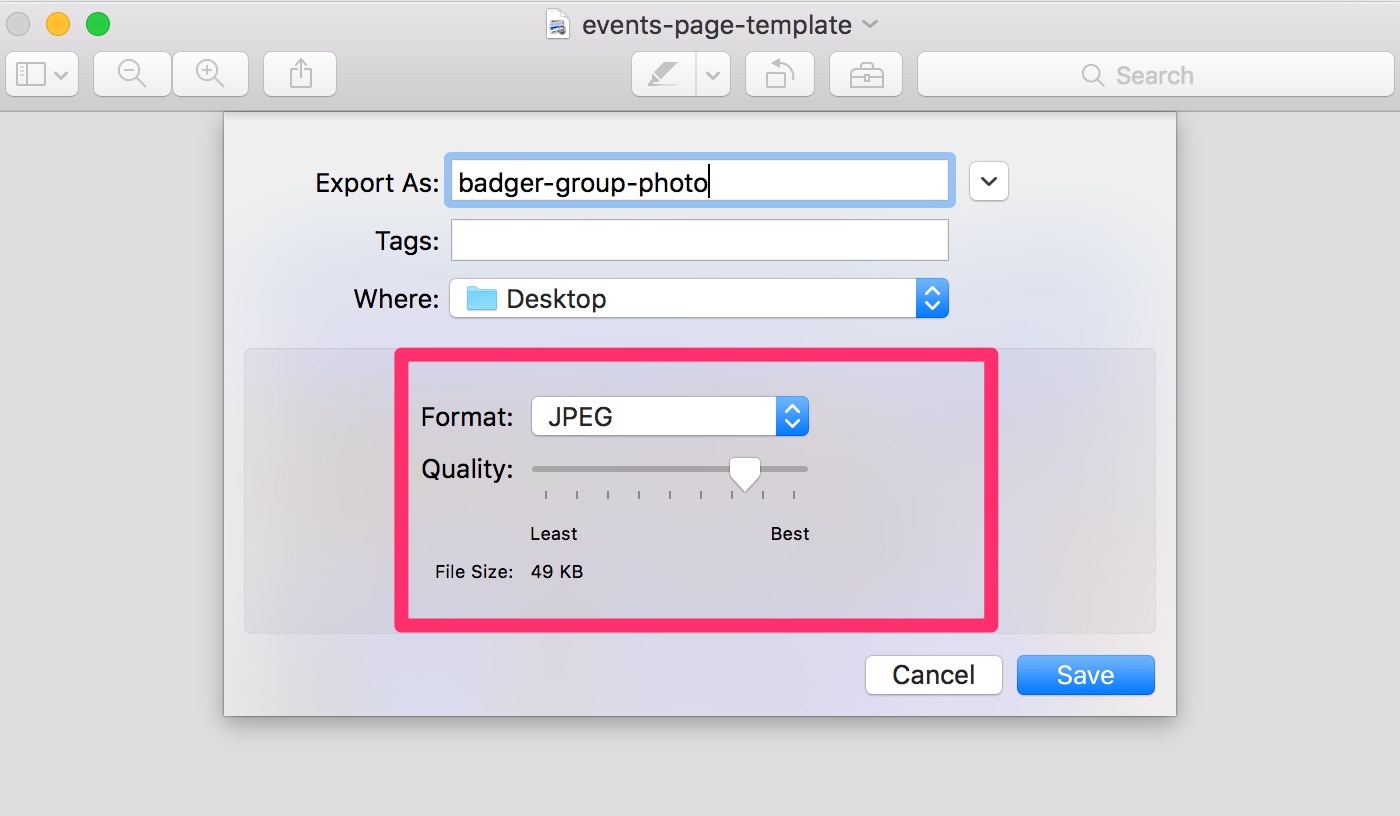 events-page-template
Search
Export As: badger-group-photo
Tags:
Where: Desktop
Format: JPEG
Quality:
Least Best
File Size: 49 KB
Cancel Save